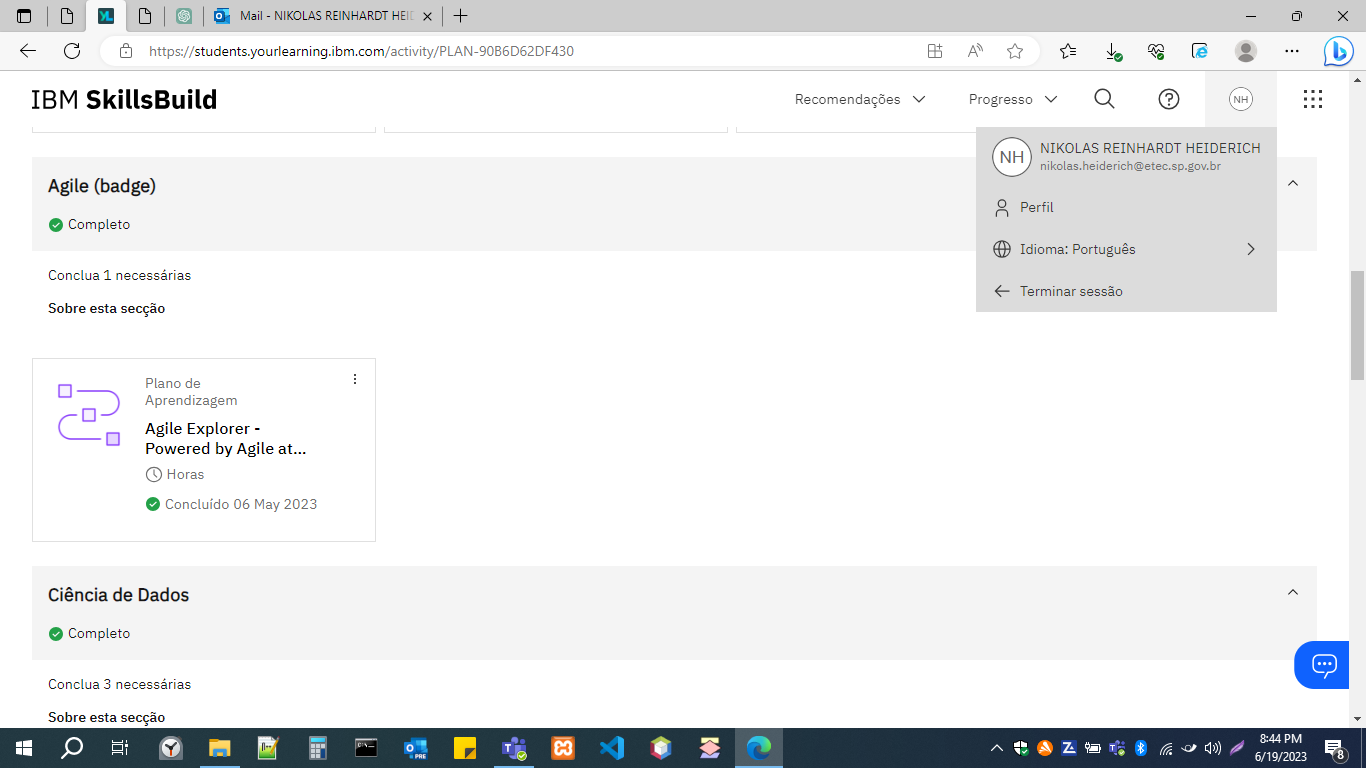 Mail - NIKOLAS REINHARDT HEID
https://students.yourlearning.ibm.com/activity/PLAN-90B6D62DF430
IBM SkillsBuild
Recomendações
Progresso
NH
NH
NIKOLAS REINHARDT HEIDERICH
nikolas.heiderich@etec.sp.gov.br
Perfil
Idioma: Português
Terminar sessão
Agile (badge)
Completo
Conclua 1 necessárias
Sobre esta secção
Plano de
Aprendizagem
Agile Explorer -
Powered by Agile at...
Horas
Concluído 06 May 2023
Ciência de Dados
Completo
Conclua 3 necessárias
Sobre esta secção
8:44 PM
6/19/2023
8